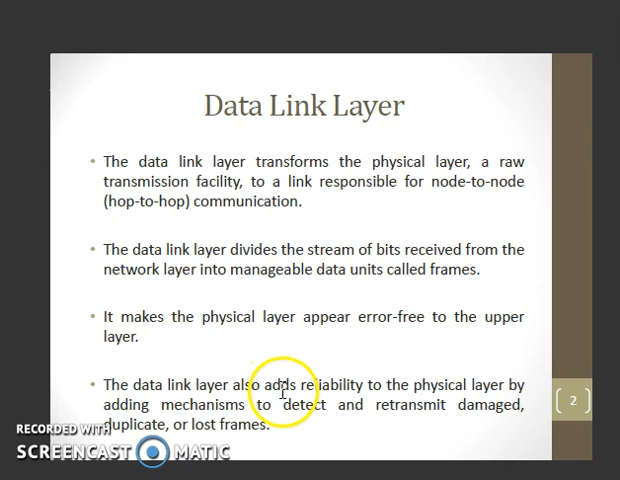 Data Link Layer
• The data link layer transforms the physical layer, a raw
transmission facility, to a link responsible for node-to-node
(hop-to-hop) communication.
• The data link layer divides the stream of bits received from the
network layer into manageable data units called frames.
• It makes the physical layer appear error-free to the upper
layer.
• The data link layer also adds reliability to the physical layer by
adding mechanisms to detect and retransmit damaged,
duplicate, or lost frames.
2
RECORDED WITH
SCREENCAST MATIC